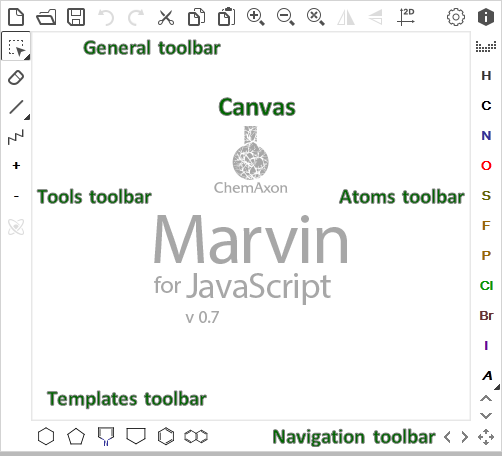 12D
General toolbar
Canvas
ChemAxon
Tools toolbar
Atoms toolbar
Marvin
for JavaScript
v 0.7
H
C
N
O
S
F
P
Cl
Br
I
A
+
-
Templates toolbar
Navigation toolbar